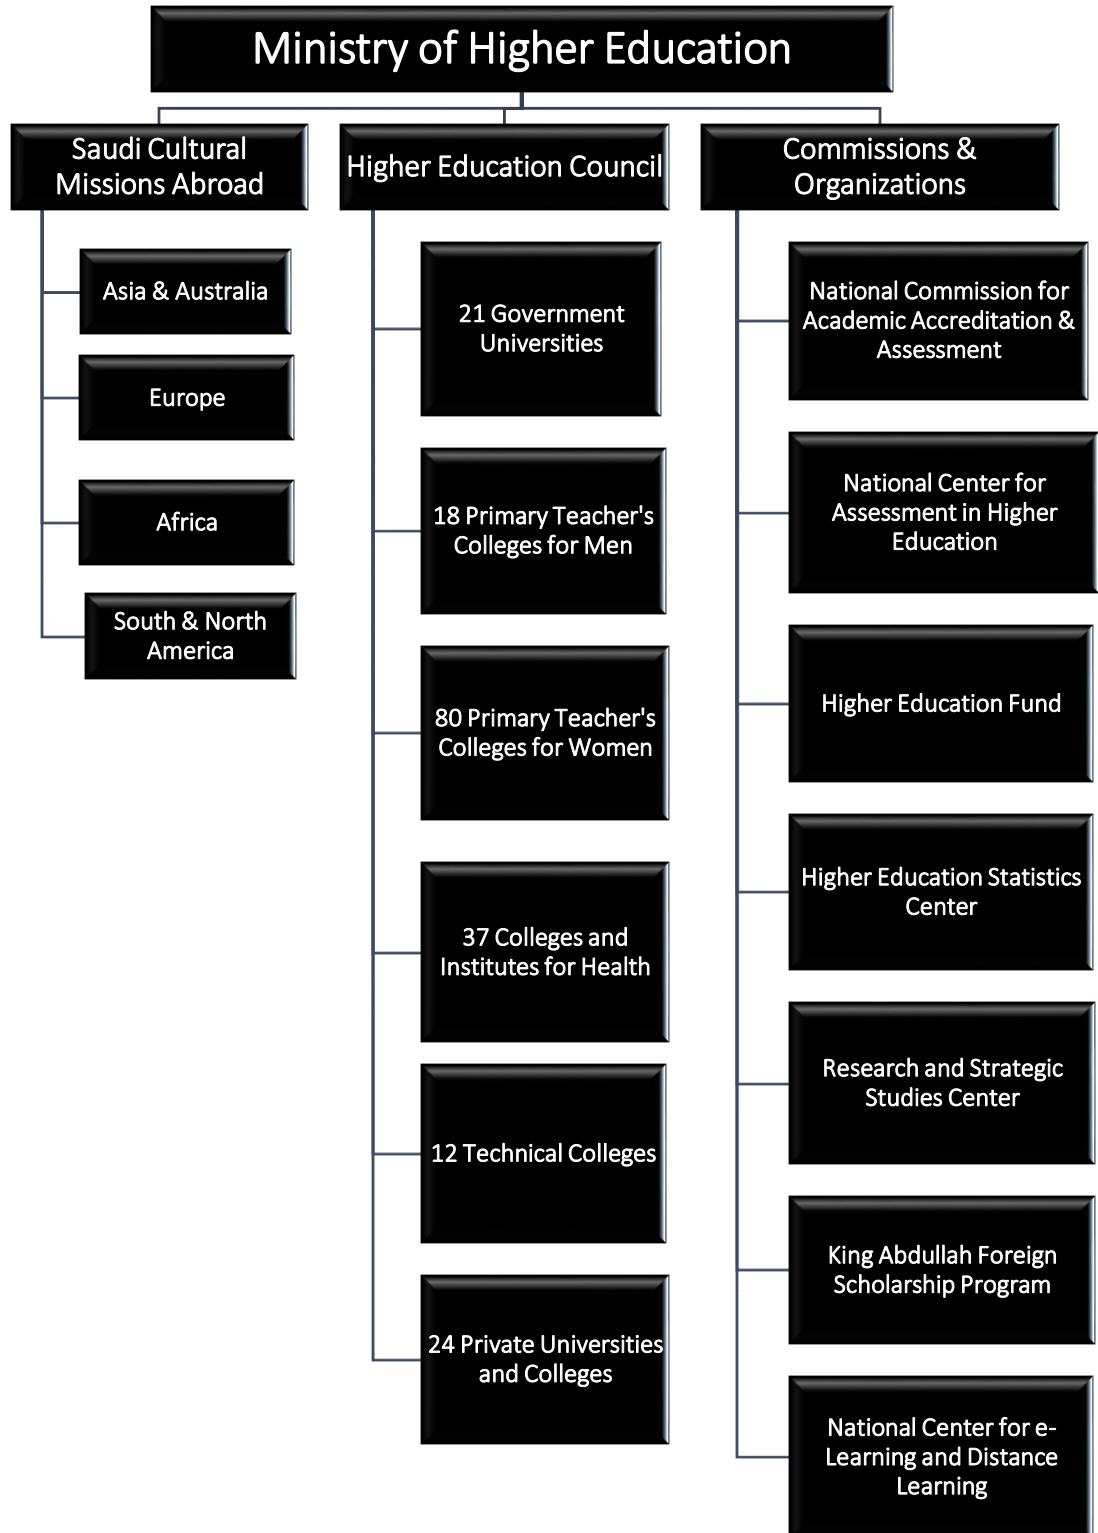 Ministry of Higher Education
Saudi Cultural
Missions Abroad
Asia & Australia
Europe
Africa
South & North
America
Higher Education Council
21 Government
Universities
18 Primary Teacher's
Colleges for Men
80 Primary Teacher's
Colleges for Women
37 Colleges and
Institutes for Health
12 Technical Colleges
24 Private Universities
and Colleges
Commissions &
Organizations
National Commission for
Academic Accreditation &
Assessment
National Center for
Assessment in Higher
Education
Higher Education Fund
Higher Education Statistics
Center
Research and Strategic
Studies Center
King Abdullah Foreign
Scholarship Program
National Center for e-
Learning and Distance
Learning